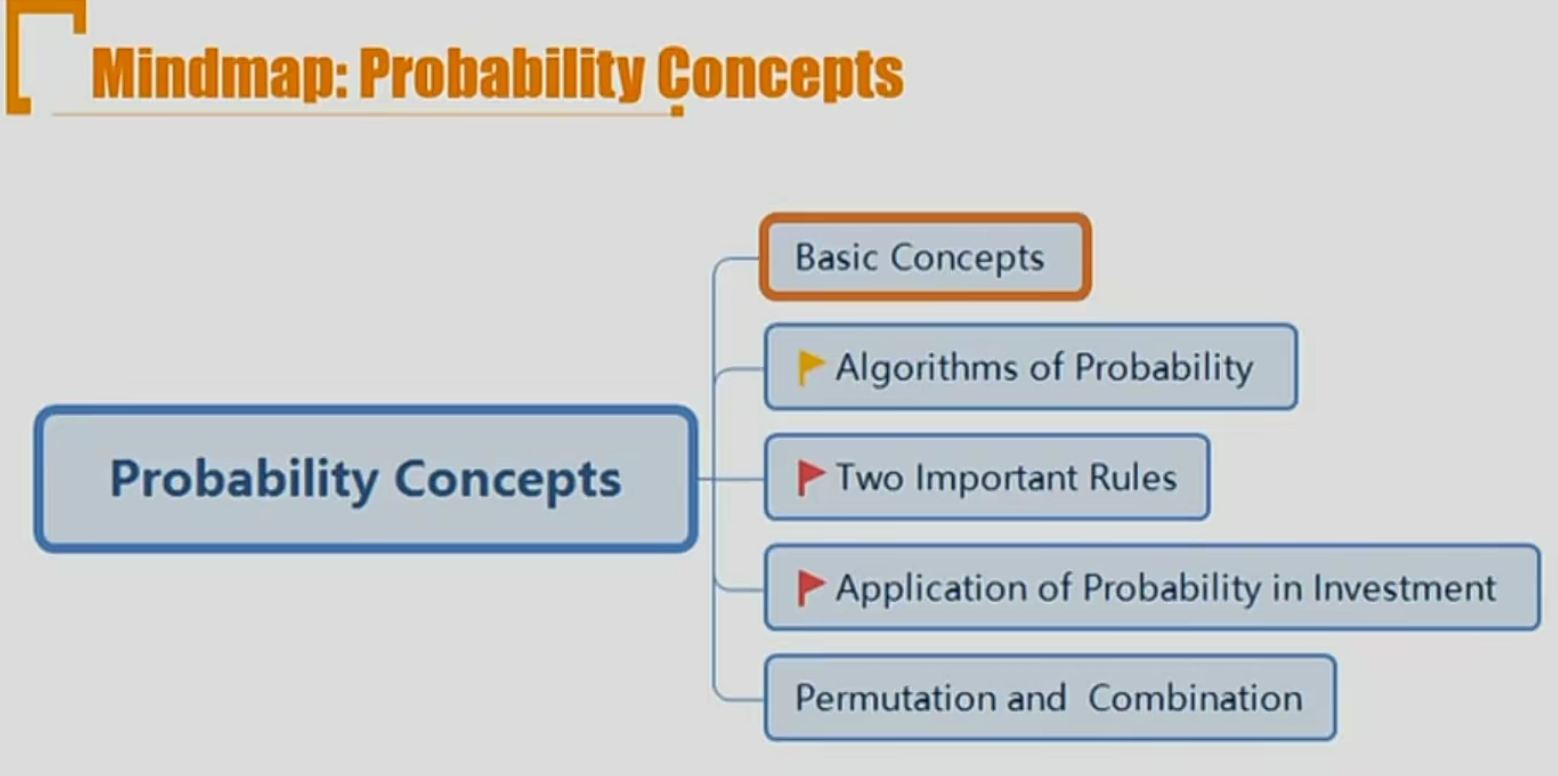 Mindmap: Probability Concepts
Basic Concepts
Algorithms of Probability
Two Important Rules
Probability Concepts
Application of Probability in Investment
Permutation and Combination